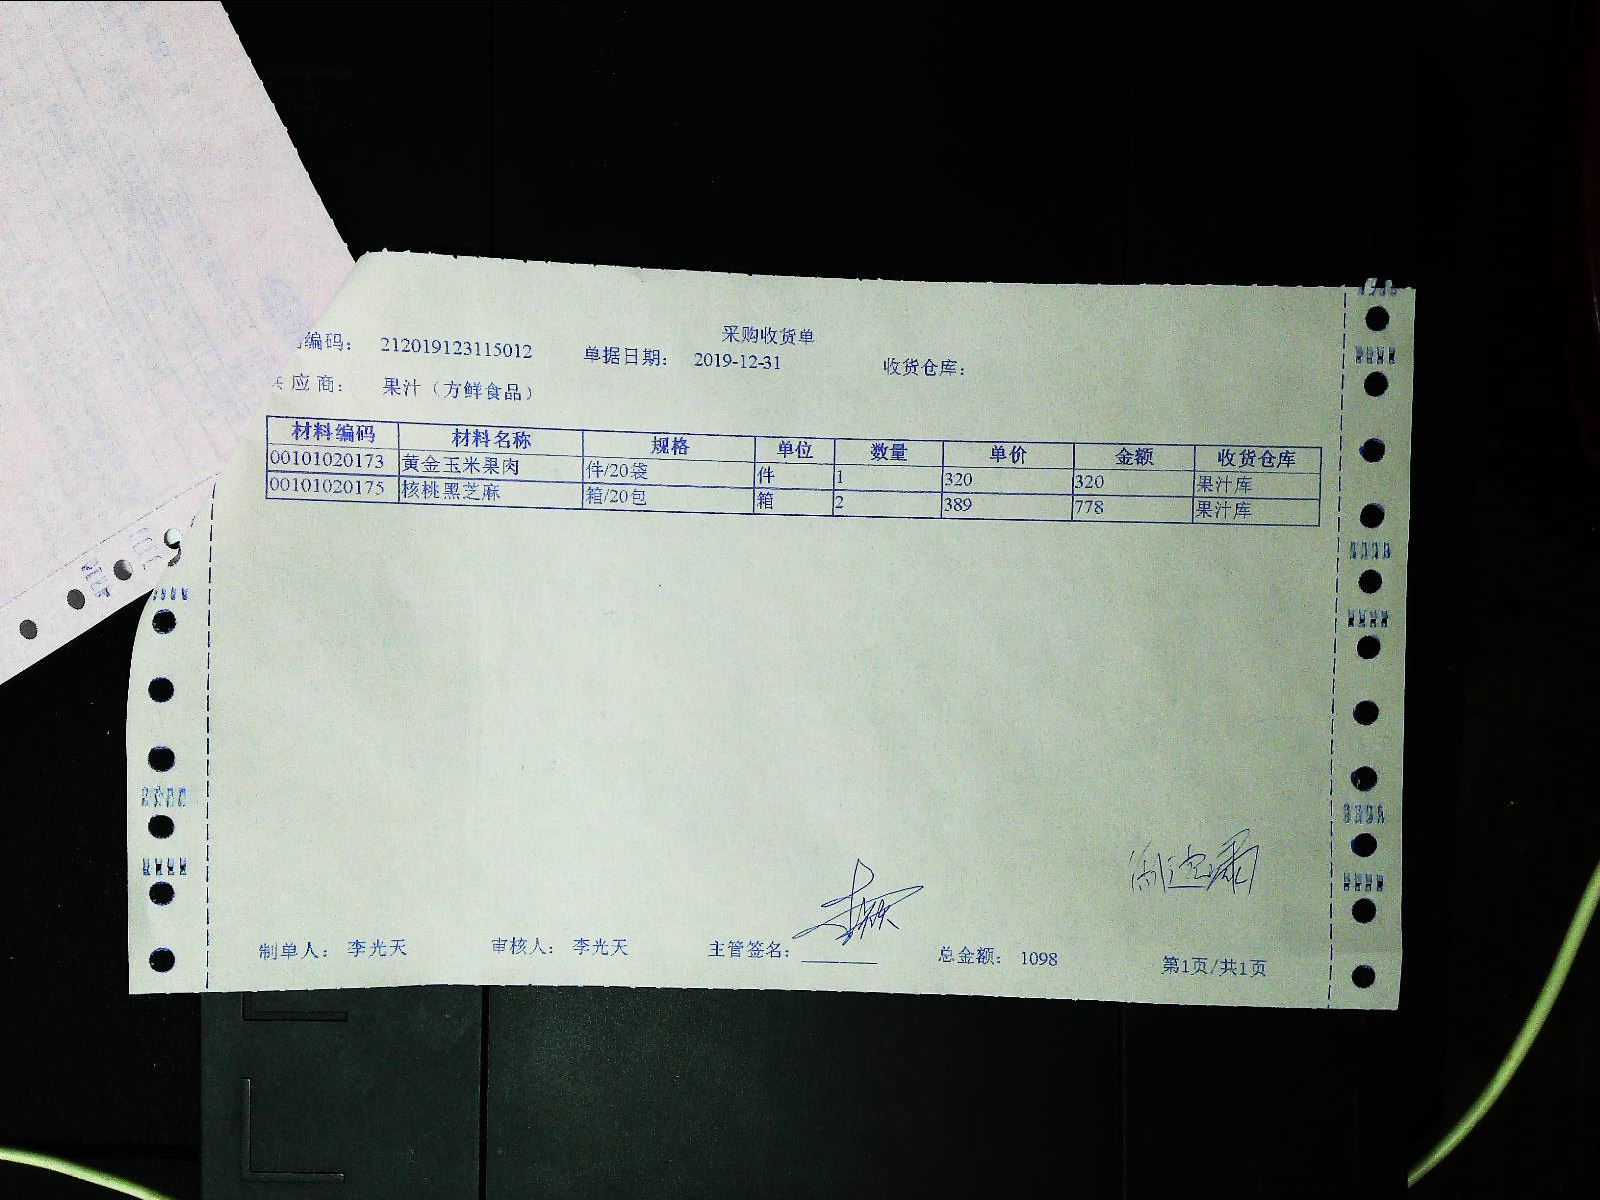 采购收货单
编码： 212019123115012 单据日期： 2019-12-31 收货仓库：
应 商： 果汁（方鲜食品）
材料编码 材料名称 规格 单位 数量 单价 金额 收货仓库
00101020173 黄金玉米果肉 件/20袋 件 1 320 320 果汁库
00101020175 核桃黑芝麻 箱/20包 箱 2 389 778 果汁库
制单人： 李光天 审核人： 李光天 主管签名： 总金额： 1098 第1页/共1页